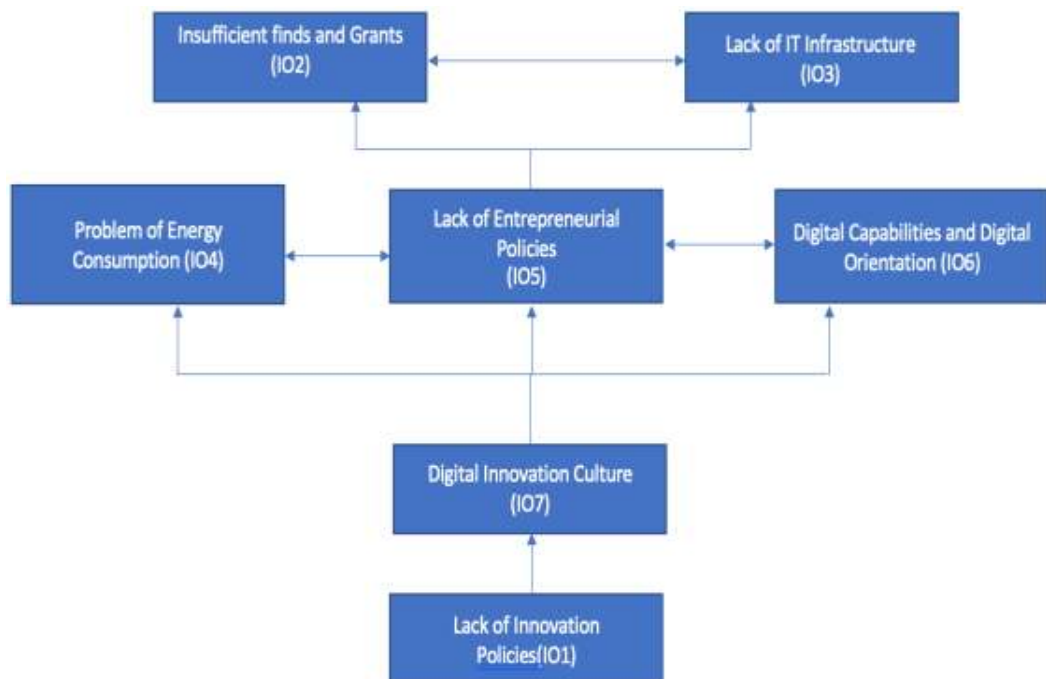 Insufficient finds and Grants
(IO2)
Lack of IT Infrastructure
(IO3)
Problem of Energy
Consumption (IO4)
Lack of Entrepreneurial
Policies
(IO5)
Digital Capabilities and Digital
Orientation (IO6)
Digital Innovation Culture
(IO7)
Lack of Innovation
Policies(IO1)